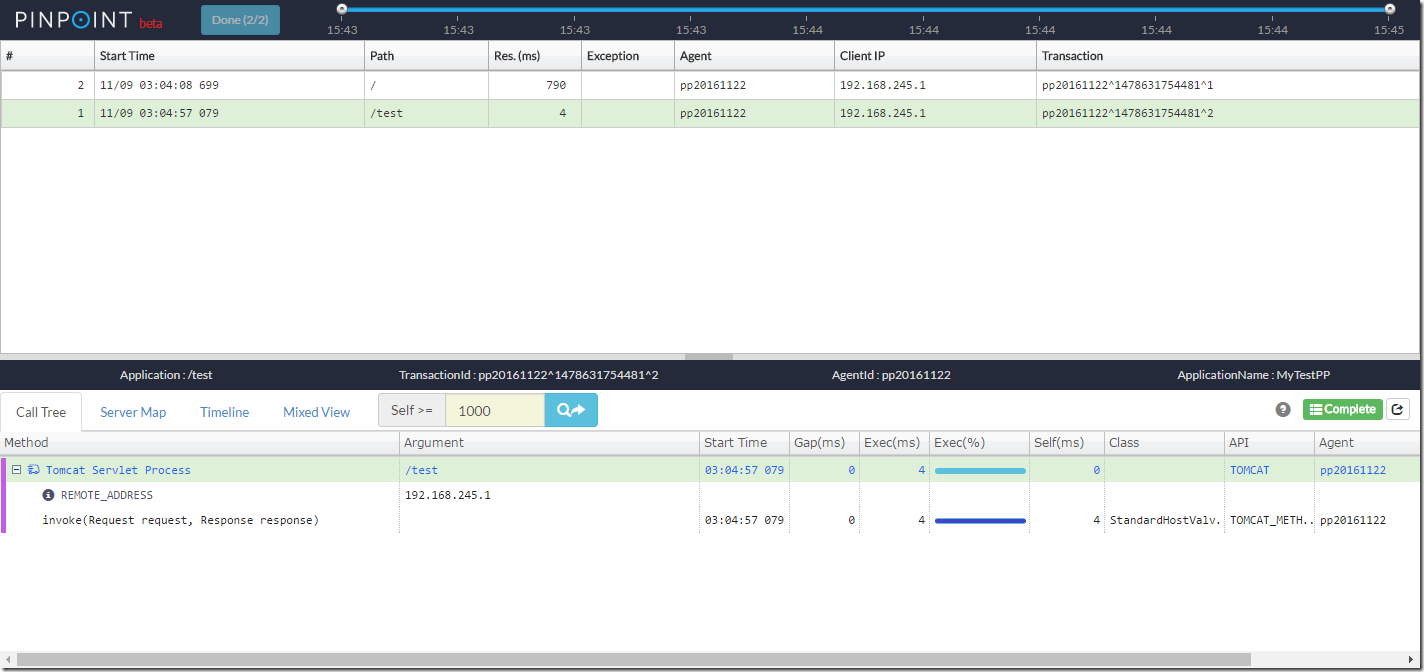 PINPOINT beta Done (2/2)
15:43 15:43 15:43 15:43 15:44 15:44 15:44 15:44 15:44 15:45
# Start Time Path Res. (ms) Exception Agent Client IP Transaction
2 11/09 03:04:08 699 / 790 pp20161122 192.168.245.1 pp20161122^1478631754481^1
1 11/09 03:04:57 079 /test 4 pp20161122 192.168.245.1 pp20161122^1478631754481^2
Application : /test TransactionId : pp20161122^1478631754481^2 AgentId : pp20161122 ApplicationName : MyTestPP
Call Tree Server Map Timeline Mixed View Self >= 1000 Complete
Method Argument Start Time Gap(ms) Exec(ms) Exec(%) Self(ms) Class API Agent
Tomcat Servlet Process /test 03:04:57 079 0 4 0 TOMCAT pp20161122
REMOTE_ADDRESS 192.168.245.1
invoke(Request request, Response response) 03:04:57 079 0 4 4 StandardHostValv. TOMCAT_METH.. pp20161122